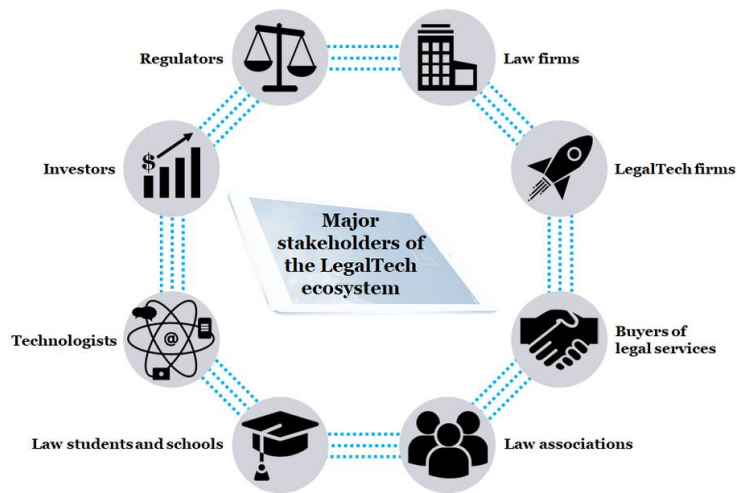 Regulators
Law firms
Investors
$
LegalTech firms
Major
stakeholders of
the LegalTech
ecosystem
Technologists
@
Buyers of
legal services
Law students and schools
Law associations